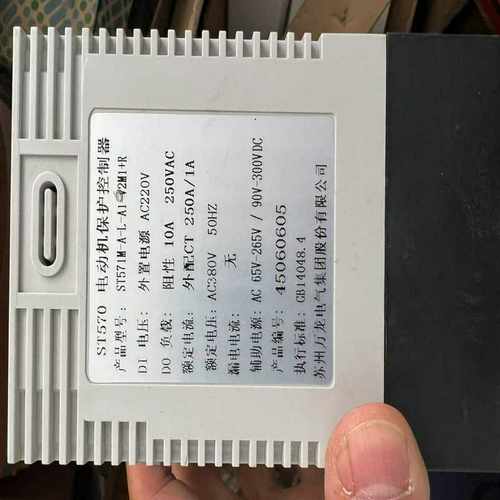 ST570 电动机保护控制器
产品型号: ST571M-A-L-A1-V2M1+R
DI 电压: 外置电源 AC220V
DO 负载: 阻性 10A 250VAC
额定电流: 外配CT 250A/1A
额定电压: AC380V 50HZ
漏电电流: 无
辅助电源: AC 65V-265V / 90V-300VDC
产品编号: 45060605
执行标准: GB14048.4
苏州万龙电气集团股份有限公司